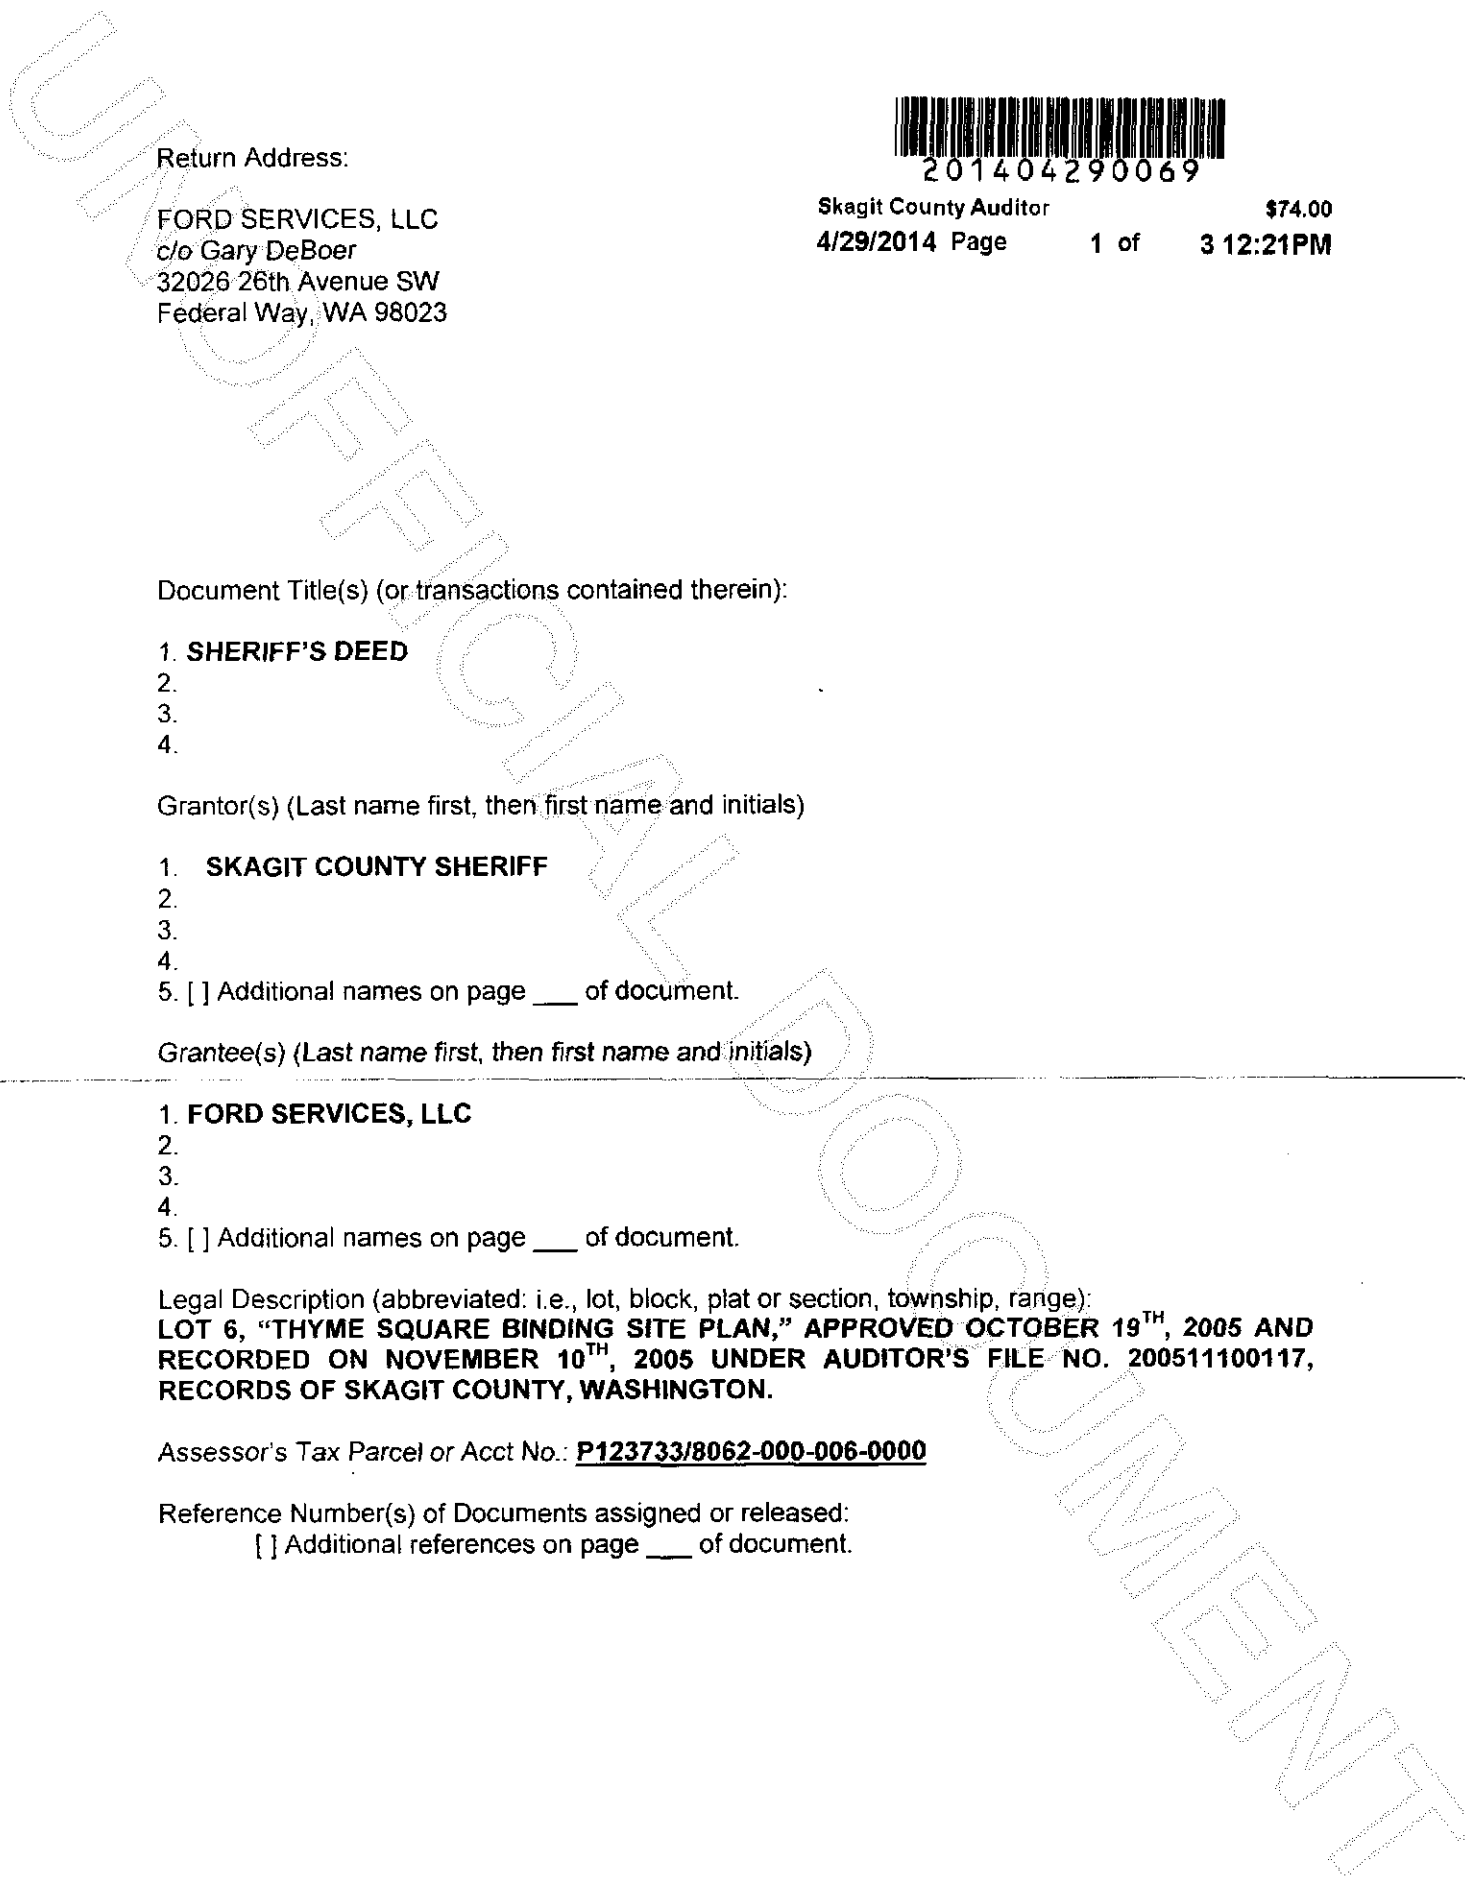 Return Address:
FORD SERVICES, LLC
c/o Gary DeBoer
32026 26th Avenue SW
Federal Way, WA 98023
201404290069
Skagit County Auditor $74.00
4/29/2014 Page 1 of 3 12:21PM
Document Title(s) (or transactions contained therein):
1. SHERIFF'S DEED
2.
3.
4.
Grantor(s) (Last name first, then first name and initials)
1. SKAGIT COUNTY SHERIFF
2.
3.
4.
5. [ ] Additional names on page ___ of document.
Grantee(s) (Last name first, then first name and initials)
1. FORD SERVICES, LLC
2.
3.
4.
5. [ ] Additional names on page ___ of document.
Legal Description (abbreviated: i.e., lot, block, plat or section, township, range):
LOT 6, “THYME SQUARE BINDING SITE PLAN,” APPROVED OCTOBER 19TH, 2005 AND
RECORDED ON NOVEMBER 10TH, 2005 UNDER AUDITOR'S FILE NO. 200511100117,
RECORDS OF SKAGIT COUNTY, WASHINGTON.
Assessor's Tax Parcel or Acct No.: P123733/8062-000-006-0000
Reference Number(s) of Documents assigned or released:
[ ] Additional references on page ___ of document.
UNOFFICIAL DOCUMENT